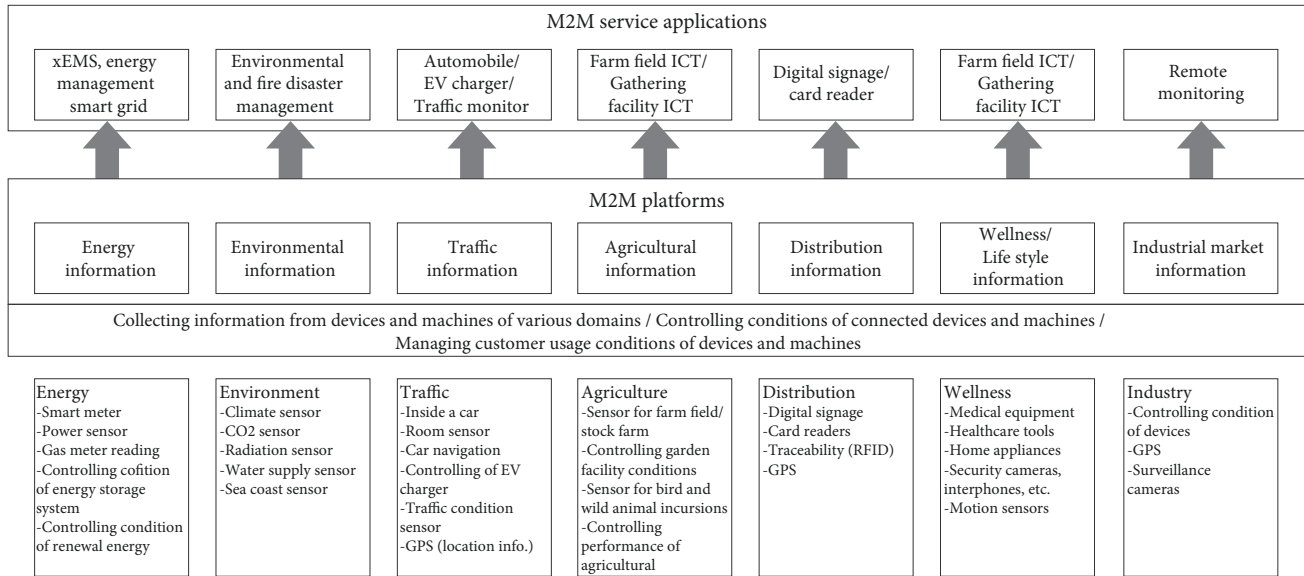 M2M service applications
xEMS, energy
management
smart grid
Environmental
and fire disaster
management
Automobile/
EV charger/
Traffic monitor
Farm field ICT/
Gathering
facility ICT
Digital signage/
card reader
Farm field ICT/
Gathering
facility ICT
Remote
monitoring
M2M platforms
Energy
information
Environmental
information
Traffic
information
Agricultural
information
Distribution
information
Wellness/
Life style
information
Industrial market
information
Collecting information from devices and machines of various domains / Controlling conditions of connected devices and machines /
Managing customer usage conditions of devices and machines
Energy
-Smart meter
-Power sensor
-Gas meter reading
-Controlling cofition
of energy storage
system
-Controlling condition
of renewal energy
Environment
-Climate sensor
-CO2 sensor
-Radiation sensor
-Water supply sensor
-Sea coast sensor
Traffic
-Inside a car
-Room sensor
-Car navigation
-Controlling of EV
charger
-Traffic condition
sensor
-GPS (location info.)
Agriculture
-Sensor for farm field/
stock farm
-Controlling garden
facility conditions
-Sensor for bird and
wild animal incursions
-Controlling
performance of
agricultural
Distribution
-Digital signage
-Card readers
-Traceability (RFID)
-GPS
Wellness
-Medical equipment
-Healthcare tools
-Home appliances
-Security cameras,
interphones, etc.
-Motion sensors
Industry
-Controlling condition
of devices
-GPS
-Surveillance
cameras